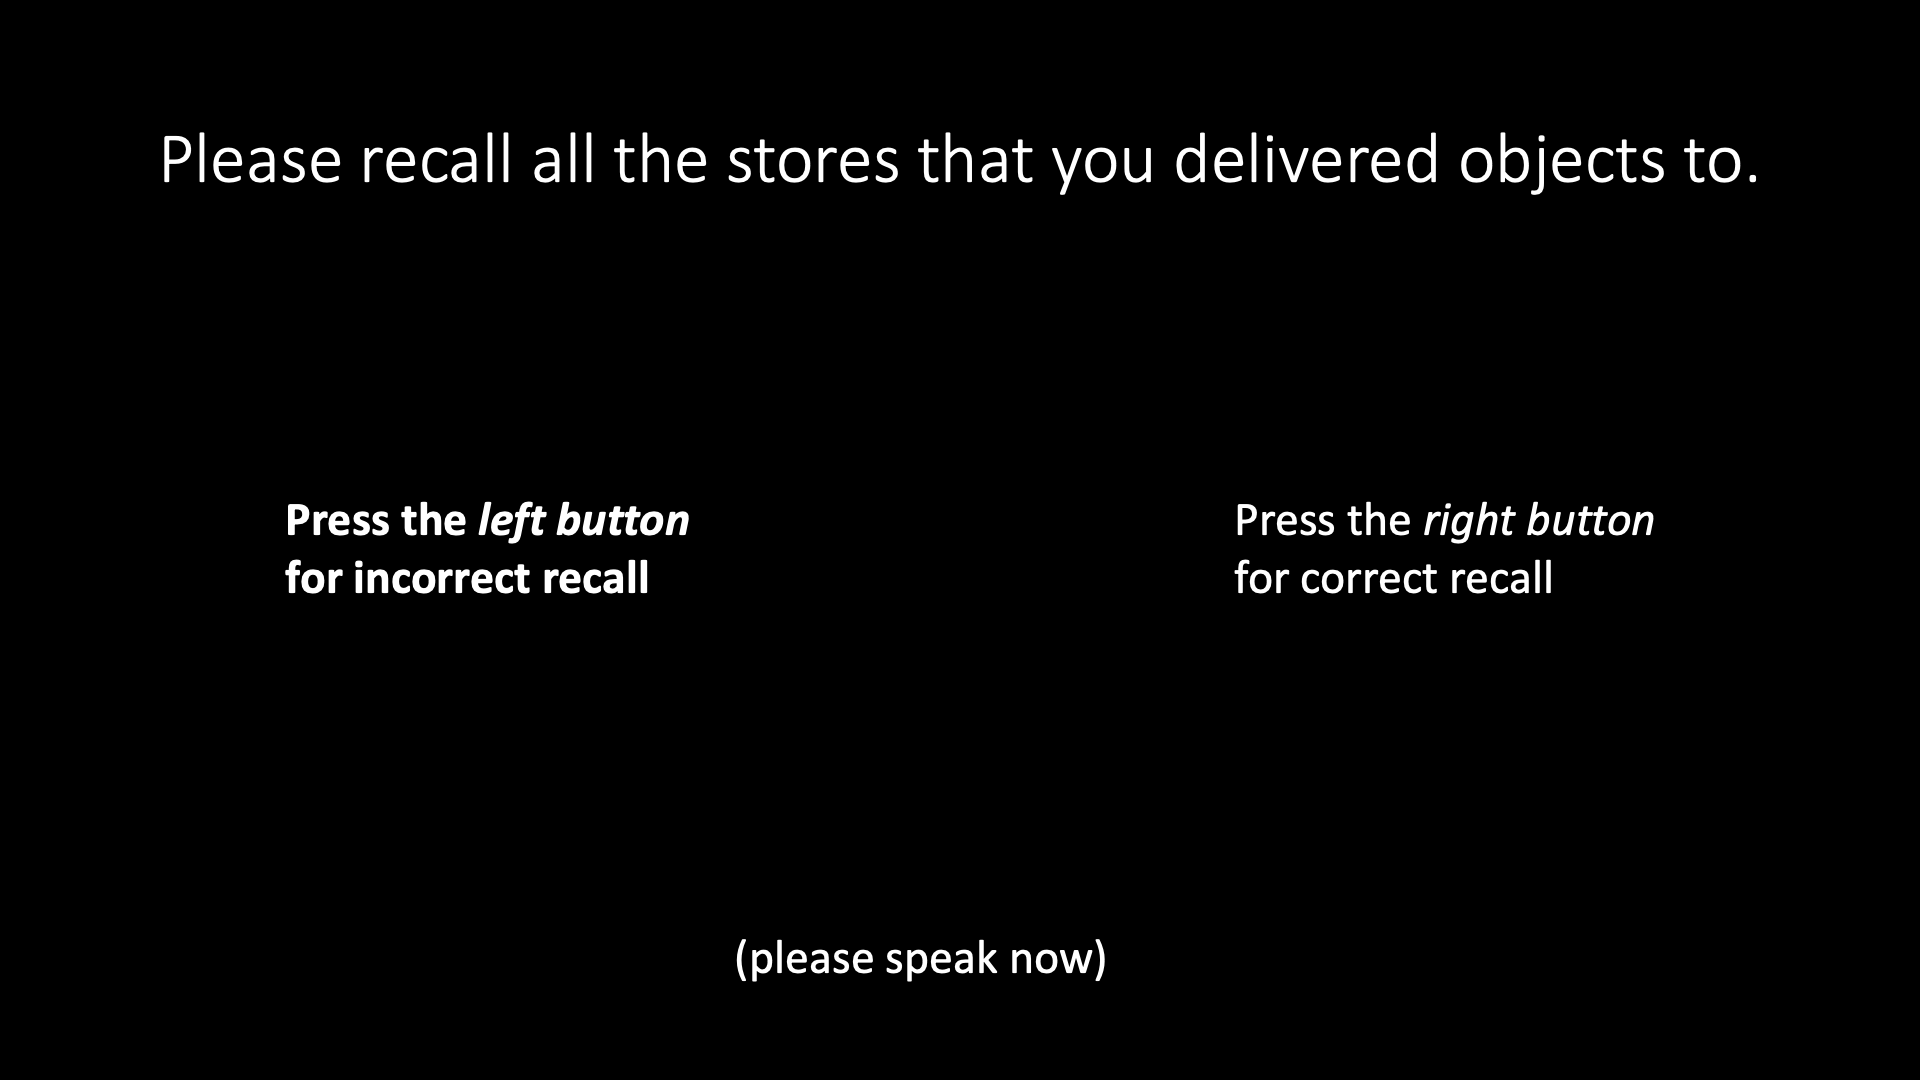 Please recall all the stores that you delivered objects to.
Press the left button
for incorrect recall
Press the right button
for correct recall
(please speak now)